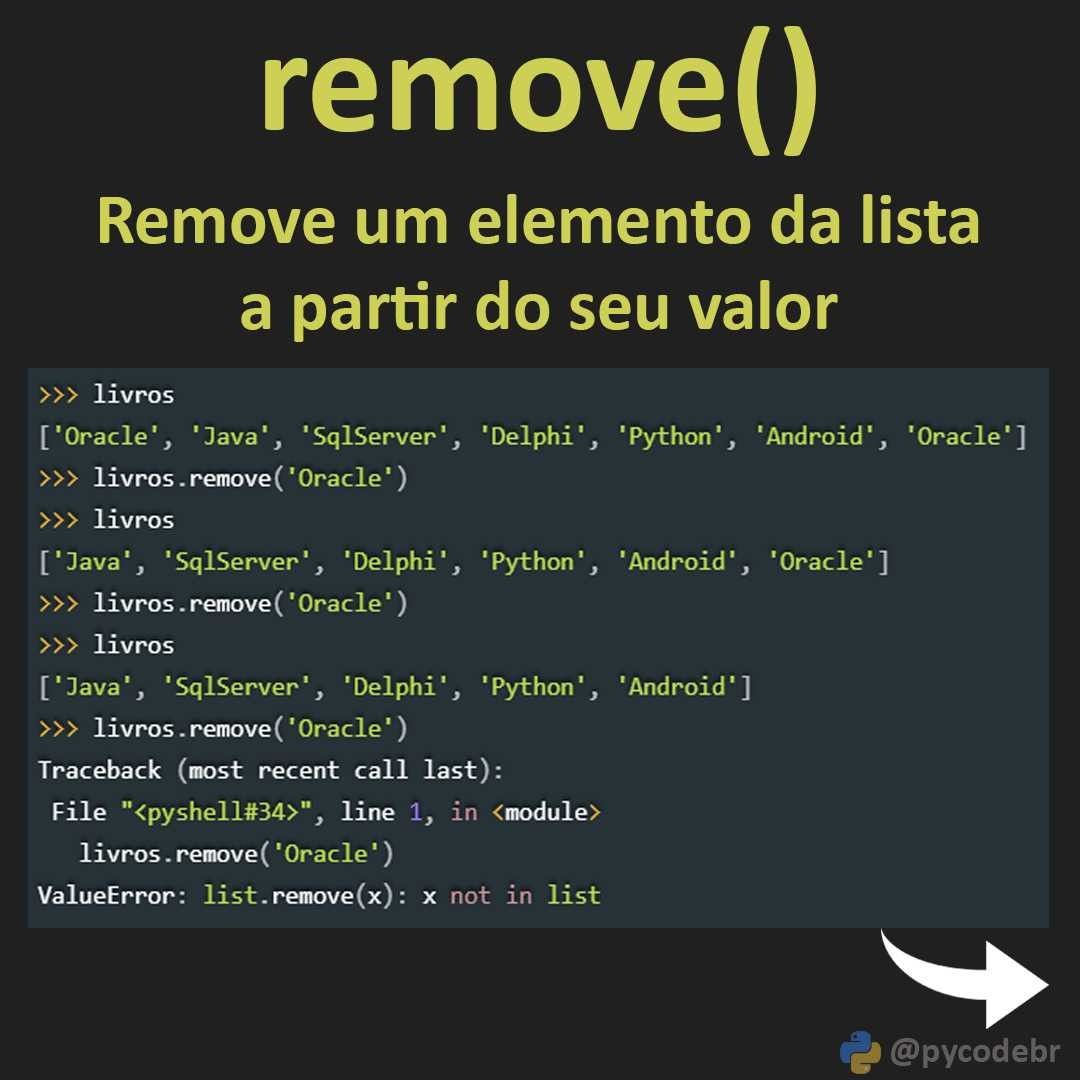 remove()
Remove um elemento da lista
a partir do seu valor
>>> livros
['Oracle', 'Java', 'SqlServer', 'Delphi', 'Python', 'Android', 'Oracle']
>>> livros.remove('Oracle')
>>> livros
['Java', 'SqlServer', 'Delphi', 'Python', 'Android', 'Oracle']
>>> livros.remove('Oracle')
>>> livros
['Java', 'SqlServer', 'Delphi', 'Python', 'Android']
>>> livros.remove('Oracle')
Traceback (most recent call last):
 File "<pyshell#34>", line 1, in <module>
   livros.remove('Oracle')
ValueError: list.remove(x): x not in list
@pycodebr